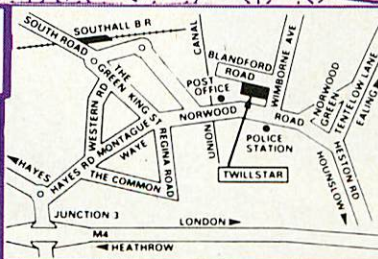 SOUTHALL B R
SOUTH ROAD
CANAL
BLANDFORD
ROAD
WIMBORNE AVE
THE
GREEN
KING ST
POST
OFFICE
NORWOOD
ROAD
NORWOOD
GREEN
TENTELOW LANE
EALING
WESTERN RD
MONTAGUE
WAYE
REGINA ROAD
UNION
POLICE
STATION
HESTON RD
HOUNSLOW
TWILLSTAR
HAYES
HAYES RD
THE COMMON
JUNCTION 3
LONDON
M4
HEATHROW